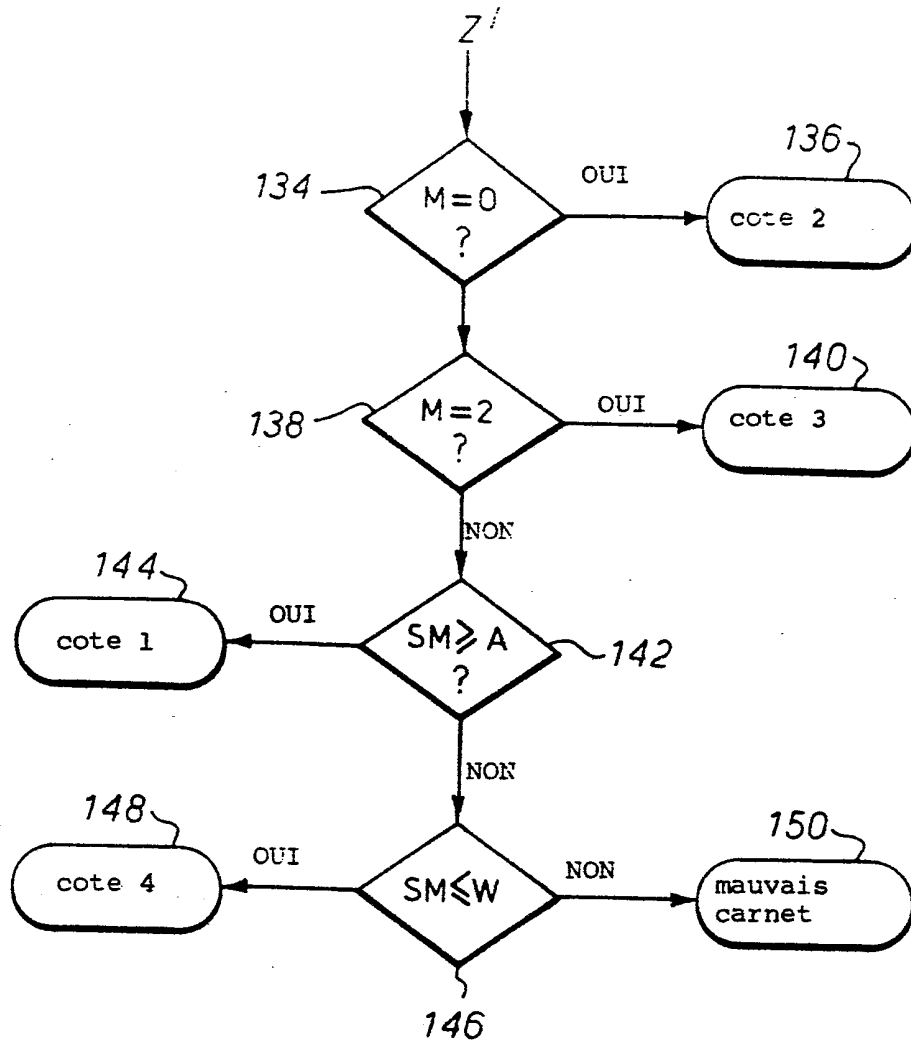 Z'
134
M=0
?
OUI
136
cote 2
138
M=2
?
OUI
140
cote 3
NON
144
cote 1
OUI
SM⩾A
?
142
NON
148
cote 4
OUI
SM⩽W
146
NON
150
mauvais
carnet